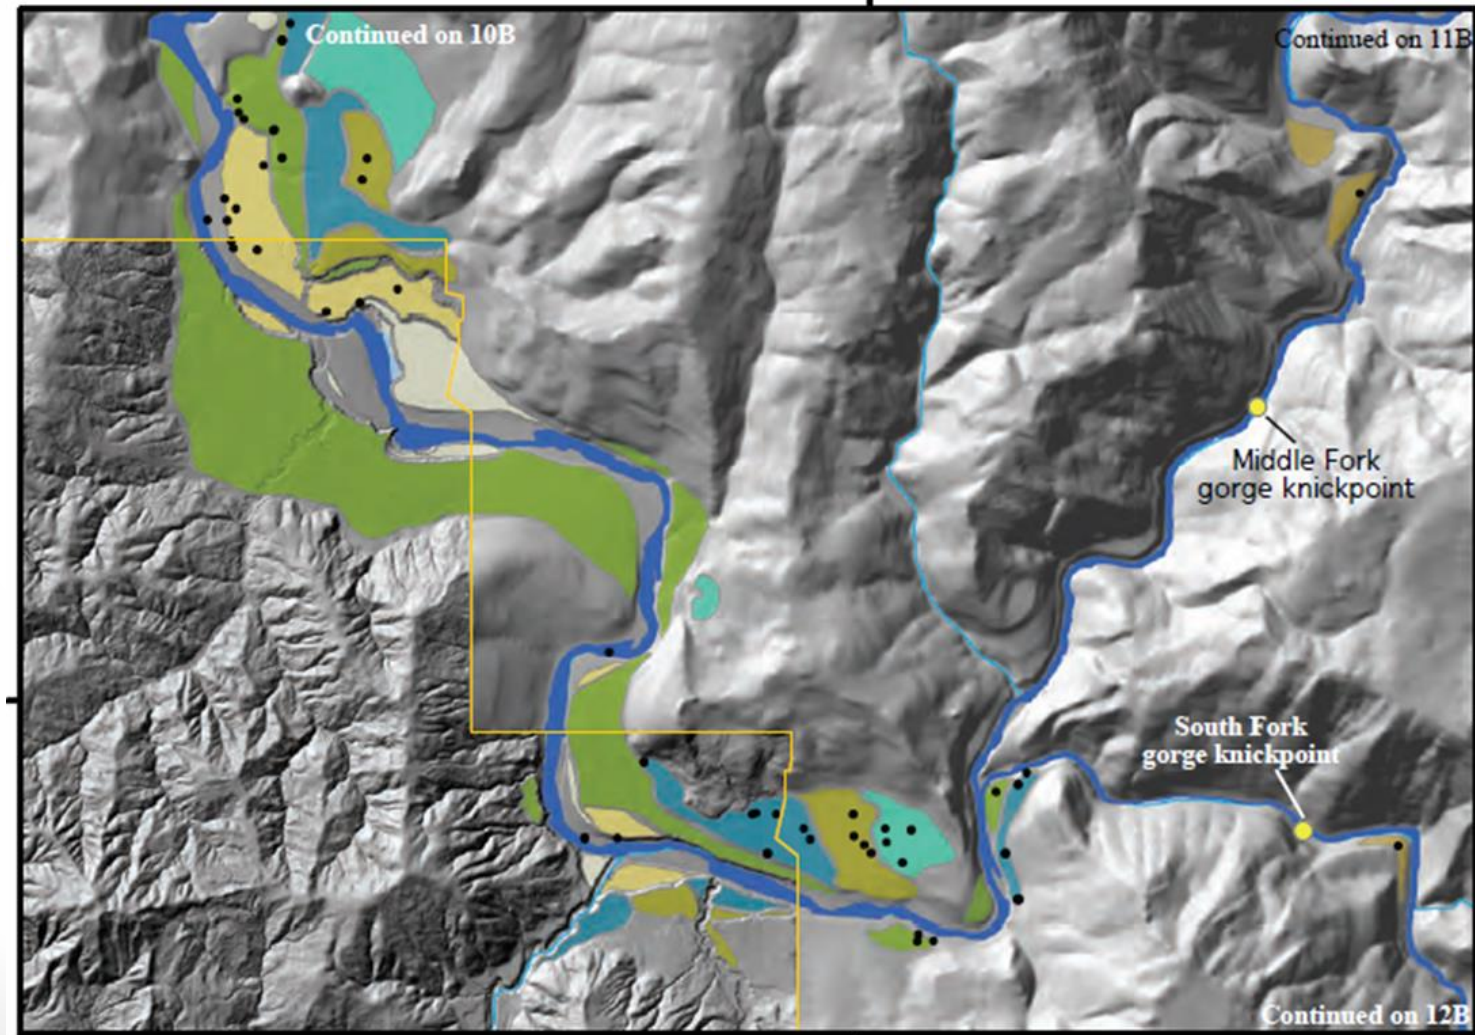 Continued on 10B
Continued on 11B
Middle Fork
gorge knickpoint
South Fork
gorge knickpoint
Continued on 12B